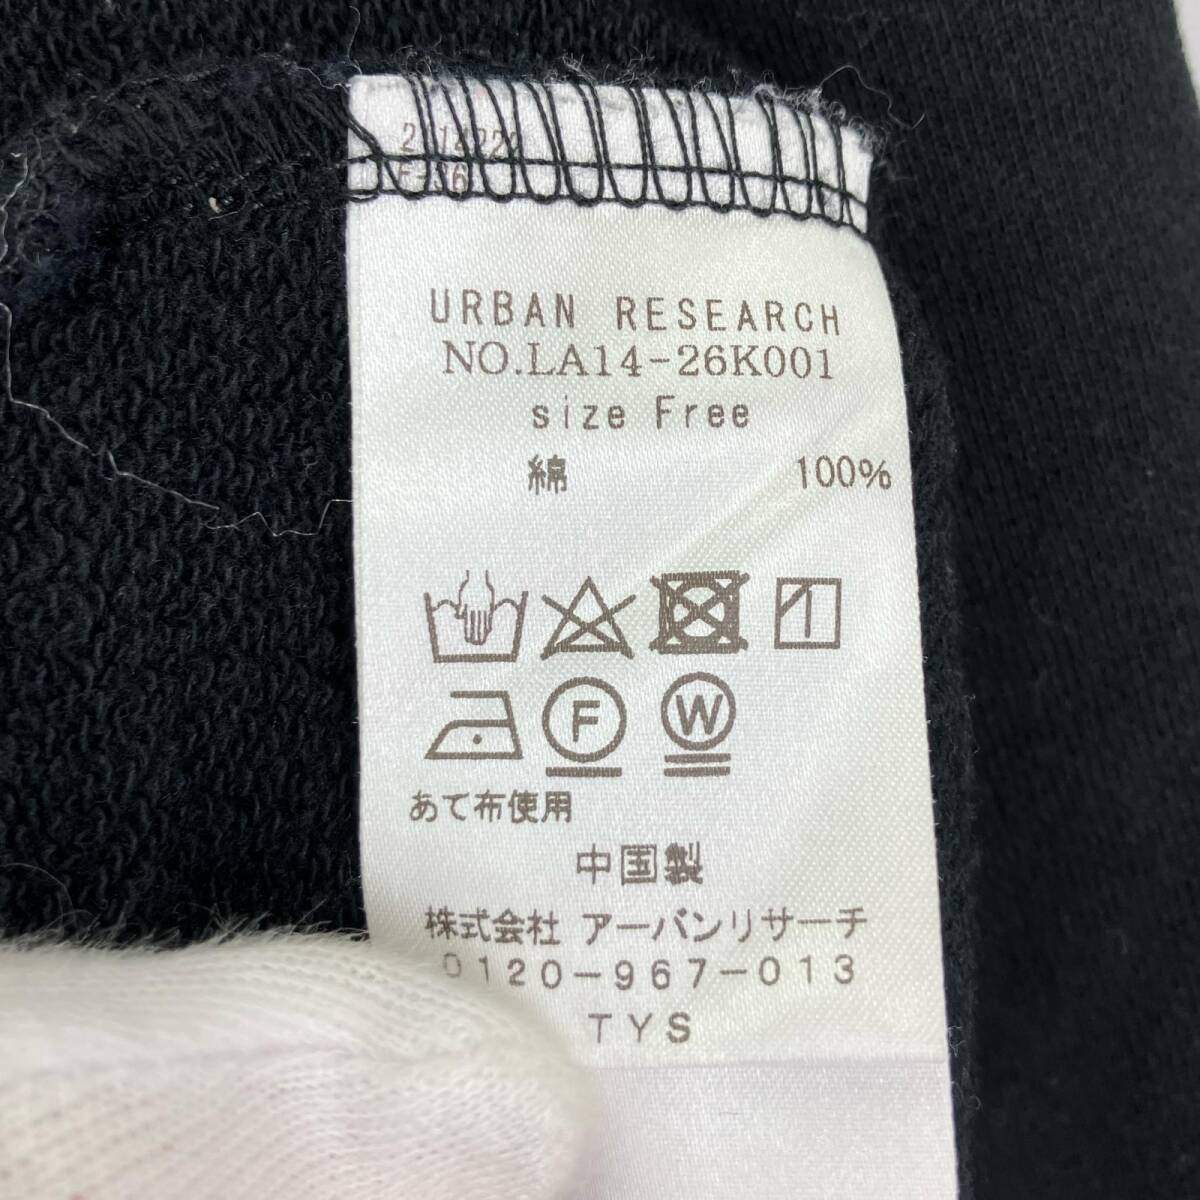 URBAN RESEARCH
NO.LA14-26K001
size Free
綿 100%
F W
あて布使用
中国製
株式会社 アーバンリサーチ
0120-967-013
TYS